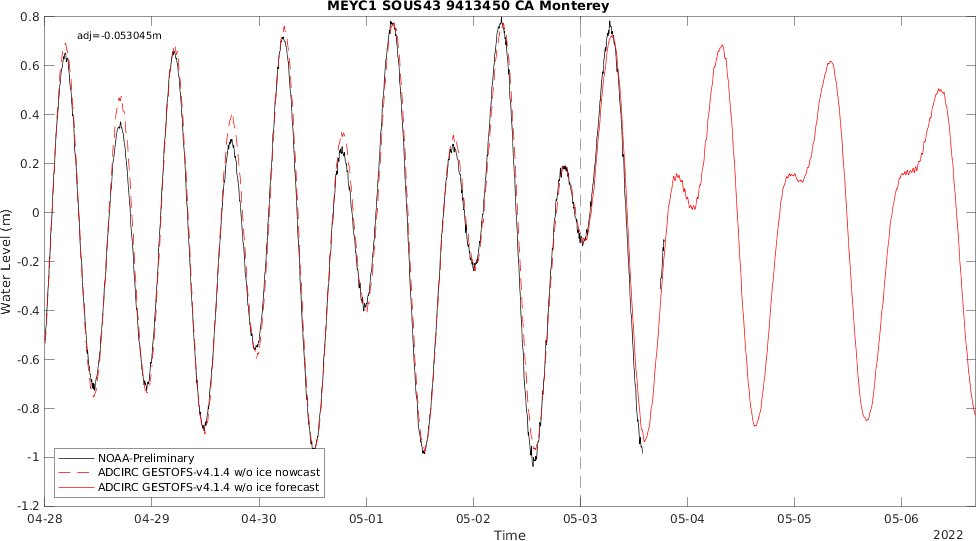 MEYC1 SOUS43 9413450 CA Monterey
adj=-0.053045m
0.8
0.6
0.4
0.2
0
-0.2
-0.4
-0.6
-0.8
-1
-1.2
Water Level (m)
NOAA-Preliminary
ADCIRC GESTOFS-v4.1.4 w/o ice nowcast
ADCIRC GESTOFS-v4.1.4 w/o ice forecast
04-28 04-29 04-30 05-01 05-02 05-03 05-04 05-05 05-06
Time
2022